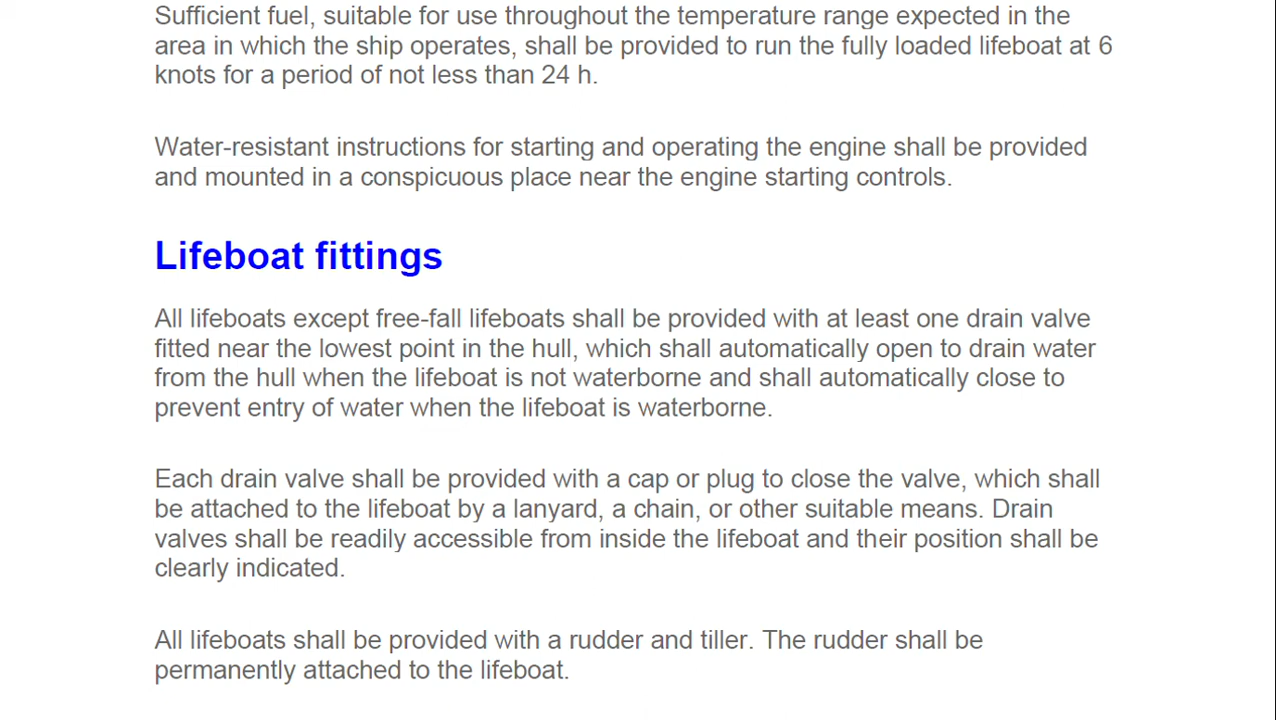 Sufficient fuel, suitable for use throughout the temperature range expected in the
area in which the ship operates, shall be provided to run the fully loaded lifeboat at 6
knots for a period of not less than 24 h.
Water-resistant instructions for starting and operating the engine shall be provided
and mounted in a conspicuous place near the engine starting controls.
Lifeboat fittings
All lifeboats except free-fall lifeboats shall be provided with at least one drain valve
fitted near the lowest point in the hull, which shall automatically open to drain water
from the hull when the lifeboat is not waterborne and shall automatically close to
prevent entry of water when the lifeboat is waterborne.
Each drain valve shall be provided with a cap or plug to close the valve, which shall
be attached to the lifeboat by a lanyard, a chain, or other suitable means. Drain
valves shall be readily accessible from inside the lifeboat and their position shall be
clearly indicated.
All lifeboats shall be provided with a rudder and tiller. The rudder shall be
permanently attached to the lifeboat.